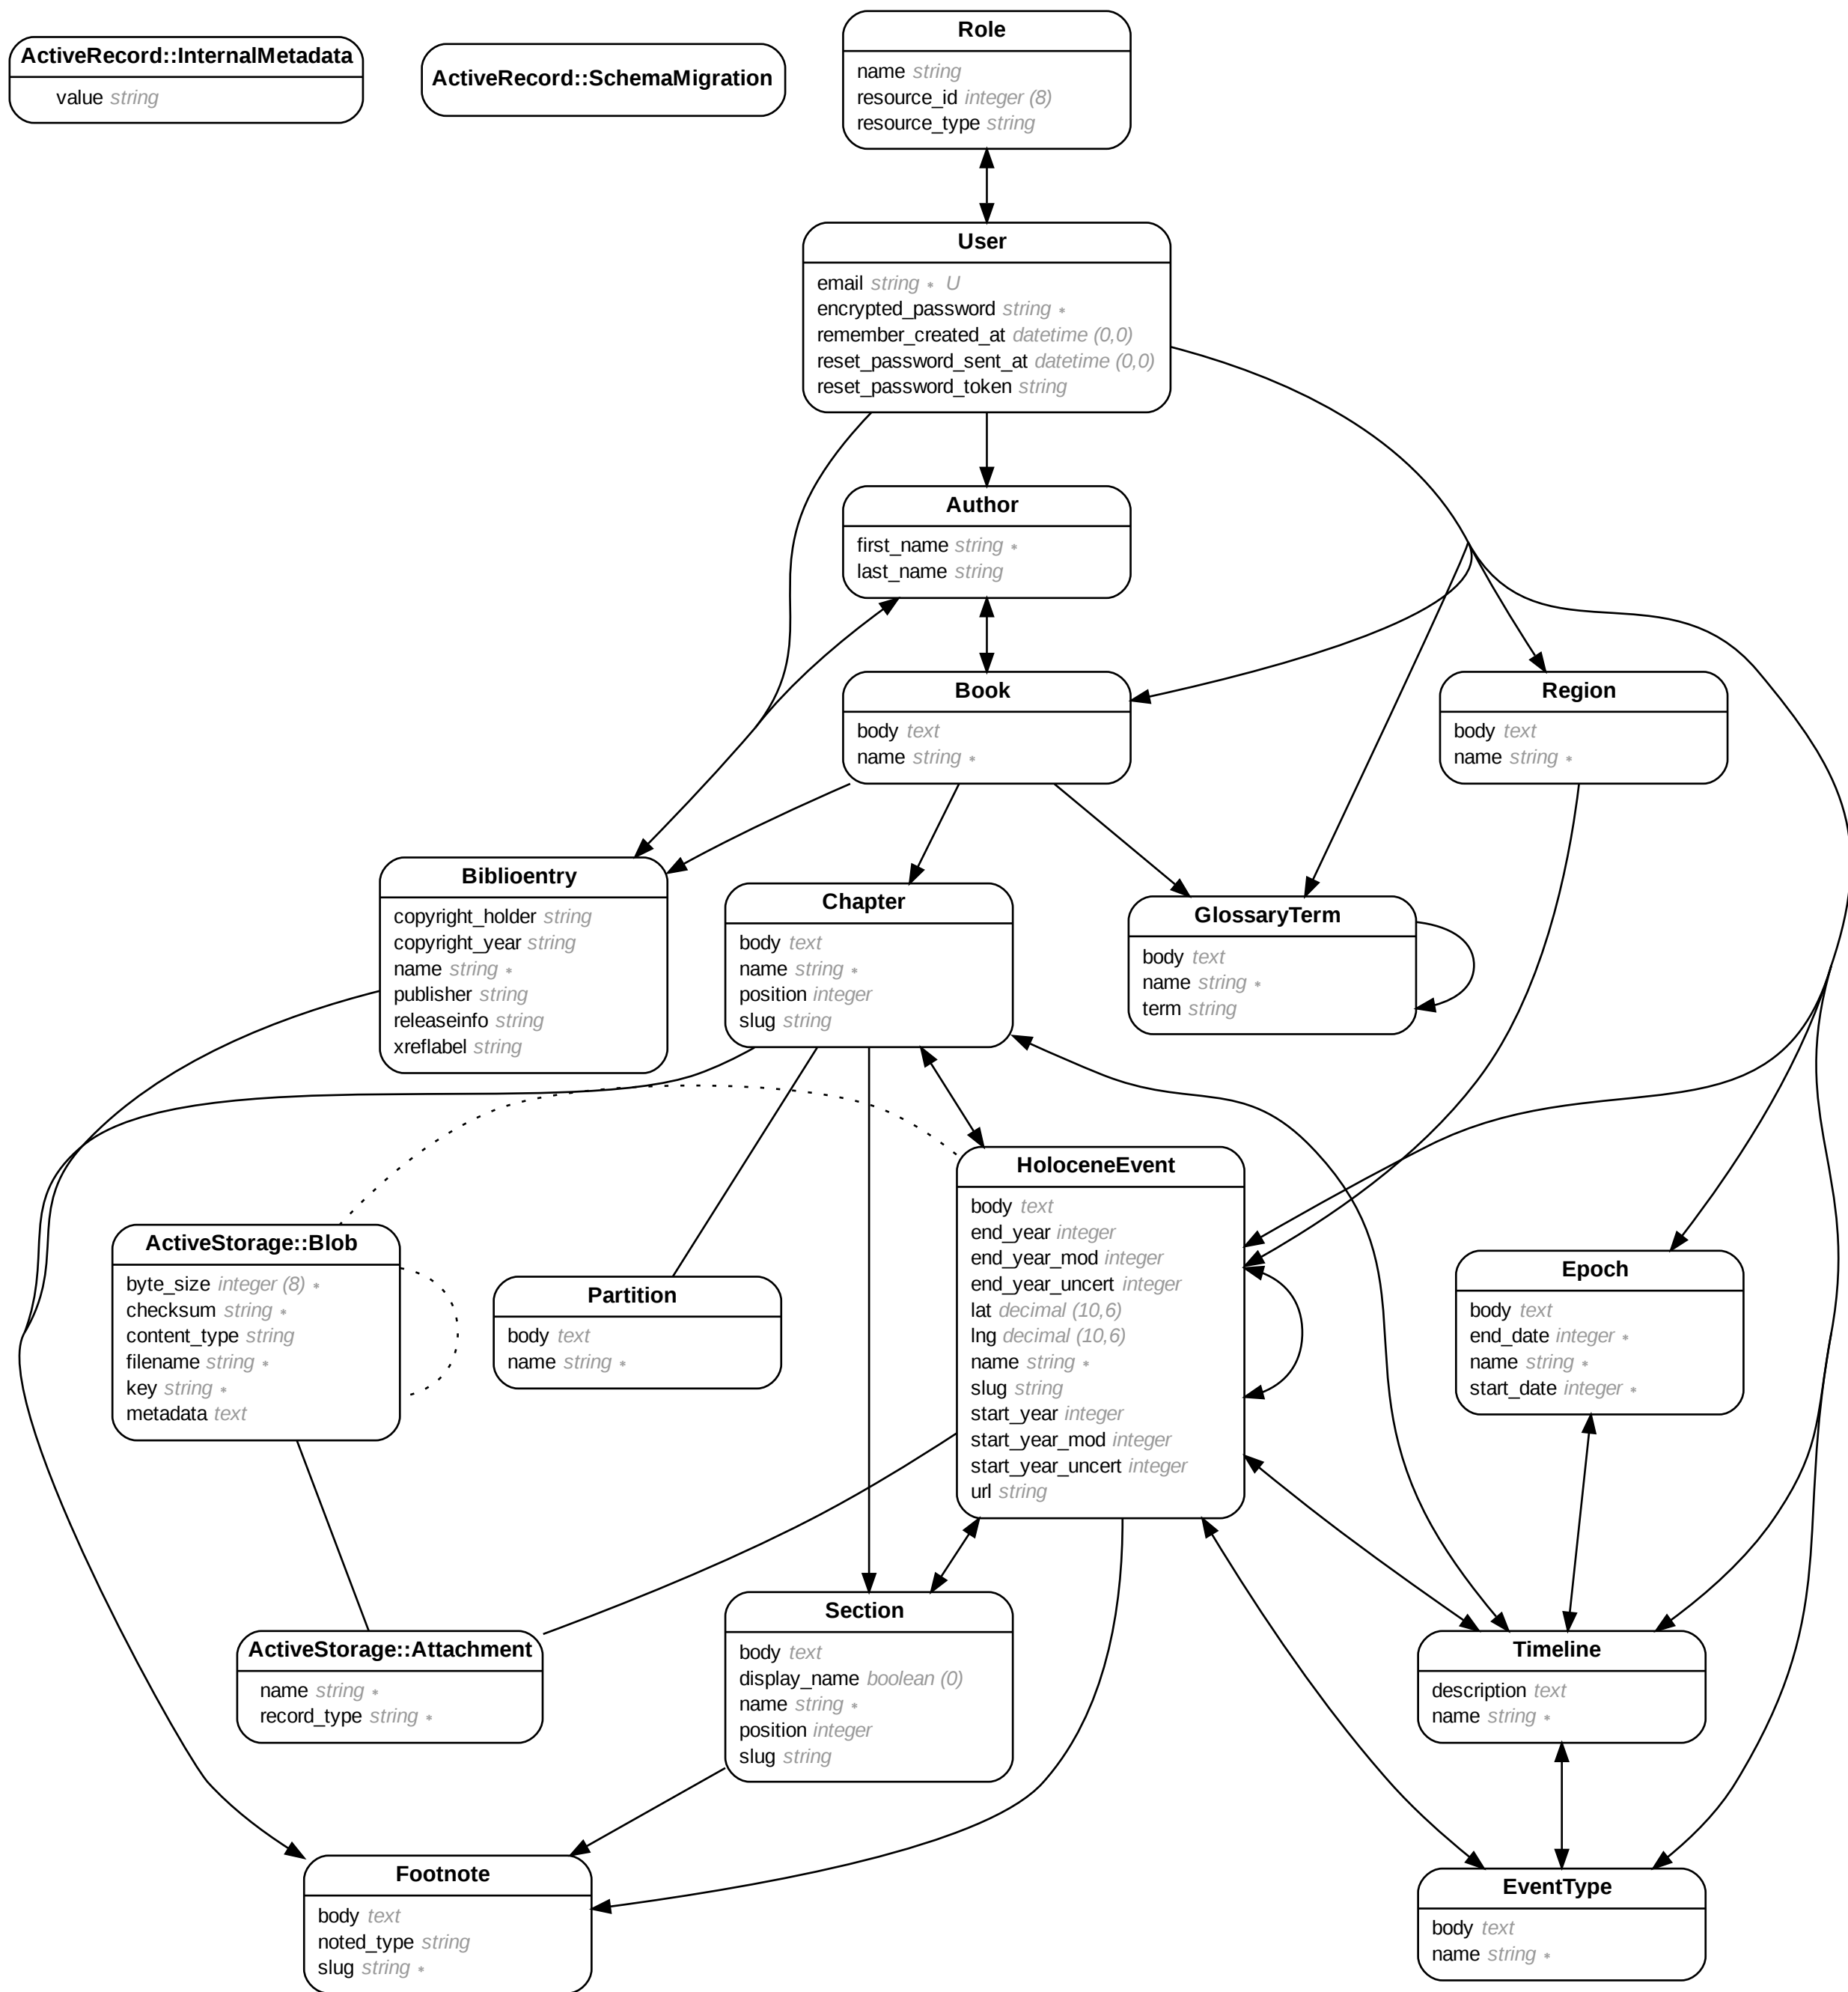 ActiveRecord::InternalMetadata
value string
ActiveRecord::SchemaMigration
Role
name string
resource_id integer (8)
resource_type string
User
email string * U
encrypted_password string *
remember_created_at datetime (0,0)
reset_password_sent_at datetime (0,0)
reset_password_token string
Author
first_name string *
last_name string
Book
body text
name string *
Region
body text
name string *
Biblioentry
copyright_holder string
copyright_year string
name string *
publisher string
releaseinfo string
xreflabel string
Chapter
body text
name string *
position integer
slug string
GlossaryTerm
body text
name string *
term string
HoloceneEvent
body text
end_year integer
end_year_mod integer
end_year_uncert integer
lat decimal (10,6)
lng decimal (10,6)
name string *
slug string
start_year integer
start_year_mod integer
start_year_uncert integer
url string
ActiveStorage::Blob
byte_size integer (8) *
checksum string *
content_type string
filename string *
key string *
metadata text
Partition
body text
name string *
Epoch
body text
end_date integer *
name string *
start_date integer *
ActiveStorage::Attachment
name string *
record_type string *
Section
body text
display_name boolean (0)
name string *
position integer
slug string
Timeline
description text
name string *
Footnote
body text
noted_type string
slug string *
EventType
body text
name string *